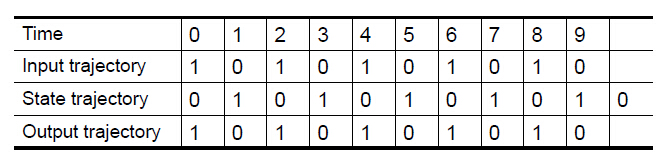 Time 0 1 2 3 4 5 6 7 8 9
Input trajectory 1 0 1 0 1 0 1 0 1 0
State trajectory 0 1 0 1 0 1 0 1 0 1 0
Output trajectory 1 0 1 0 1 0 1 0 1 0